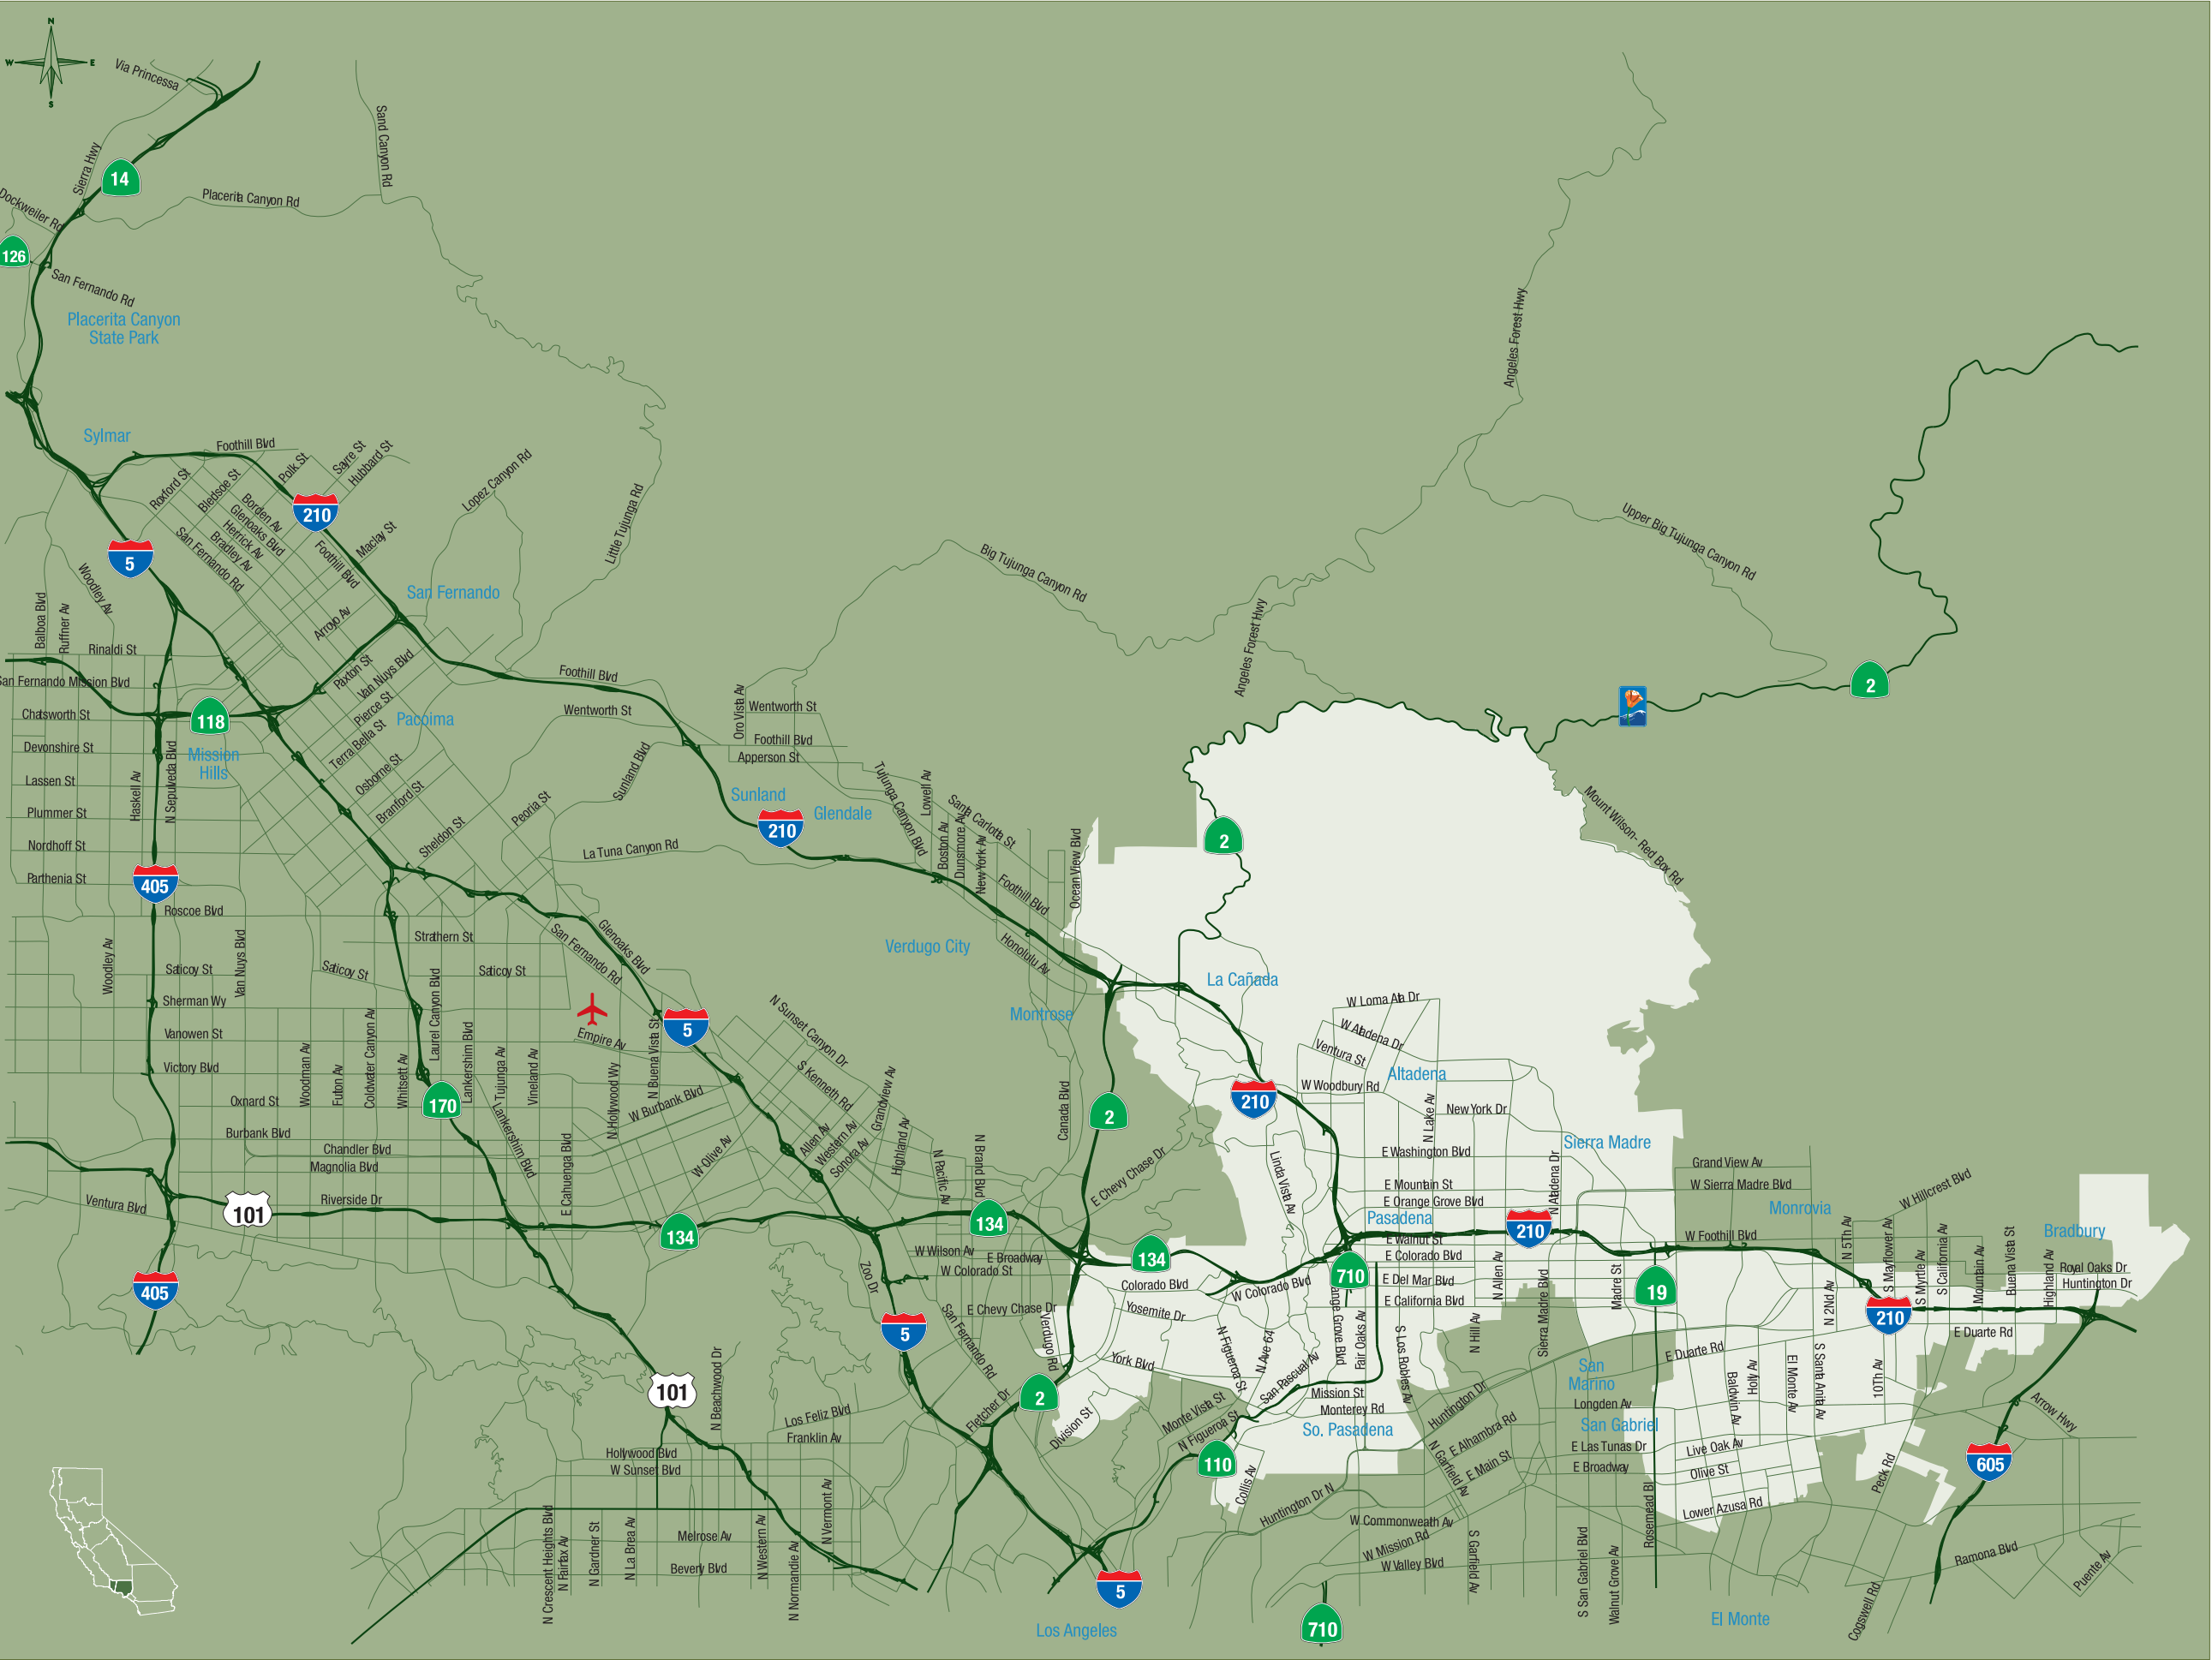 N
W
E
S
Via Princessa
Sierra Hwy
14
Dockweiler Rd
Sand Canyon Rd
Placerita Canyon Rd
126
San Fernando Rd
Placerita Canyon
State Park
Angeles Forest Hwy
Sylmar
Foothill Blvd
Polk St
Sayre St
Hubbard St
Roxford St
Bledsoe St
Borden Av
Glenoaks Blvd
Herrick Av
Bradley Av
San Fernando Rd
210
Foothill Blvd
Maclay St
Lopez Canyon Rd
Little Tujunga Rd
5
Woodley Av
San Fernando
Big Tujunga Canyon Rd
Upper Big Tujunga Canyon Rd
Angeles Forest Hwy
Balboa Blvd
Ruffner Av
Rinaldi St
Arroyo Av
San Fernando Mission Blvd
Paxton St
Van Nuys Blvd
Pierce St
Terra Bella St
Osborne St
Branford St
Sheldon St
Peoria St
Pacoima
Chatsworth St
118
Mission
Hills
Devonshire St
Lassen St
Plummer St
Nordhoff St
Parthenia St
Haskell Av
N Sepulveda Blvd
405
Roscoe Blvd
Foothill Blvd
Wentworth St
Sunland Blvd
Oro Vista Av
Wentworth St
Foothill Blvd
Apperson St
Sunland
Glendale
210
La Tuna Canyon Rd
Tujunga Canyon Blvd
Lowell Av
Boston Av
Dunsmore Av
New York Av
Santa Carlota St
Foothill Blvd
Honolulu Av
Ocean View Blvd
2
2
Mount Wilson- Red Box Rd
Verdugo City
Montrose
La Cañada
Woodley Av
Van Nuys Blvd
Strathern St
Saticoy St
Saticoy St
Saticoy St
Sherman Wy
Vanowen St
Victory Blvd
Oxnard St
Burbank Blvd
Chandler Blvd
Magnolia Blvd
Riverside Dr
Ventura Blvd
Woodman Av
Fulton Av
Coldwater Canyon Av
Whitsett Av
Laurel Canyon Blvd
Lankershim Blvd
Tujunga Av
Vineland Av
170
Lankershim Blvd
E Cahuenga Blvd
San Fernando Rd
Glenoaks Blvd
Empire Av
5
N Hollywood Wy
N Buena Vista St
W Burbank Blvd
W Olive Av
N Sunset Canyon Dr
S Kenneth Rd
Allen Av
Western Av
Sonora Av
Grandview Av
Highland Av
N Pacific Av
N Brand Blvd
Canada Blvd
E Chevy Chase Dr
2
101
134
134
134
405
W Wilson Av
E Broadway
W Colorado St
E Chevy Chase Dr
Zoo Dr
5
San Fernando Rd
Verdugo Rd
Fletcher Dr
2
Division St
York Blvd
Yosemite Dr
Colorado Blvd
W Colorado Blvd
N Figueroa St
N Ave 64
San Pascual Av
Monte Vista St
N Figueroa St
110
Collis Av
W Loma Alta Dr
W Altadena Dr
Ventura St
W Woodbury Rd
Altadena
210
N Lake Av
New York Dr
E Washington Blvd
Linda Vista Av
E Mountain St
E Orange Grove Blvd
Pasadena
E Walnut St
E Colorado Blvd
710
E Del Mar Blvd
E California Blvd
ange Grove Blvd
Fair Oaks Av
S Los Robles Av
N Hill Av
N Allen Av
Sierra Madre Blvd
N Altadena Dr
210
Mission St
Monterey Rd
So. Pasadena
Huntington Dr
E Alhambra Rd
E Main St
N Garfield Av
Huntington Dr N
W Commonweath Av
W Mission Rd
W Valley Blvd
S Garfield Av
Sierra Madre
Grand View Av
W Sierra Madre Blvd
Monrovia
W Hillcrest Blvd
W Foothill Blvd
Madre St
19
E Duarte Rd
San
Marino
Longden Av
San Gabriel
E Las Tunas Dr
E Broadway
Rosemead Bl
Baldwin Av
Holly Av
El Monte Av
S Santa Anita Av
10Th Av
N 2Nd Av
N 5Th Av
S Mayflower Av
S Myrtle Av
S California Av
Mountain Av
Buena Vista St
Highland Av
Bradbury
Royal Oaks Dr
Huntington Dr
210
E Duarte Rd
Live Oak Av
Olive St
Lower Azusa Rd
Peck Rd
605
Arrow Hwy
Ramona Blvd
Puente Av
Cogswell Rd
S San Gabriel Blvd
Walnut Grove Av
El Monte
101
N Beachwood Dr
Los Feliz Blvd
Franklin Av
Hollywood Blvd
W Sunset Blvd
Melrose Av
Beverly Blvd
N Crescent Heights Blvd
N Fairfax Av
N Gardner St
N La Brea Av
N Western Av
N Normandie Av
N Vermont Av
5
Los Angeles
710